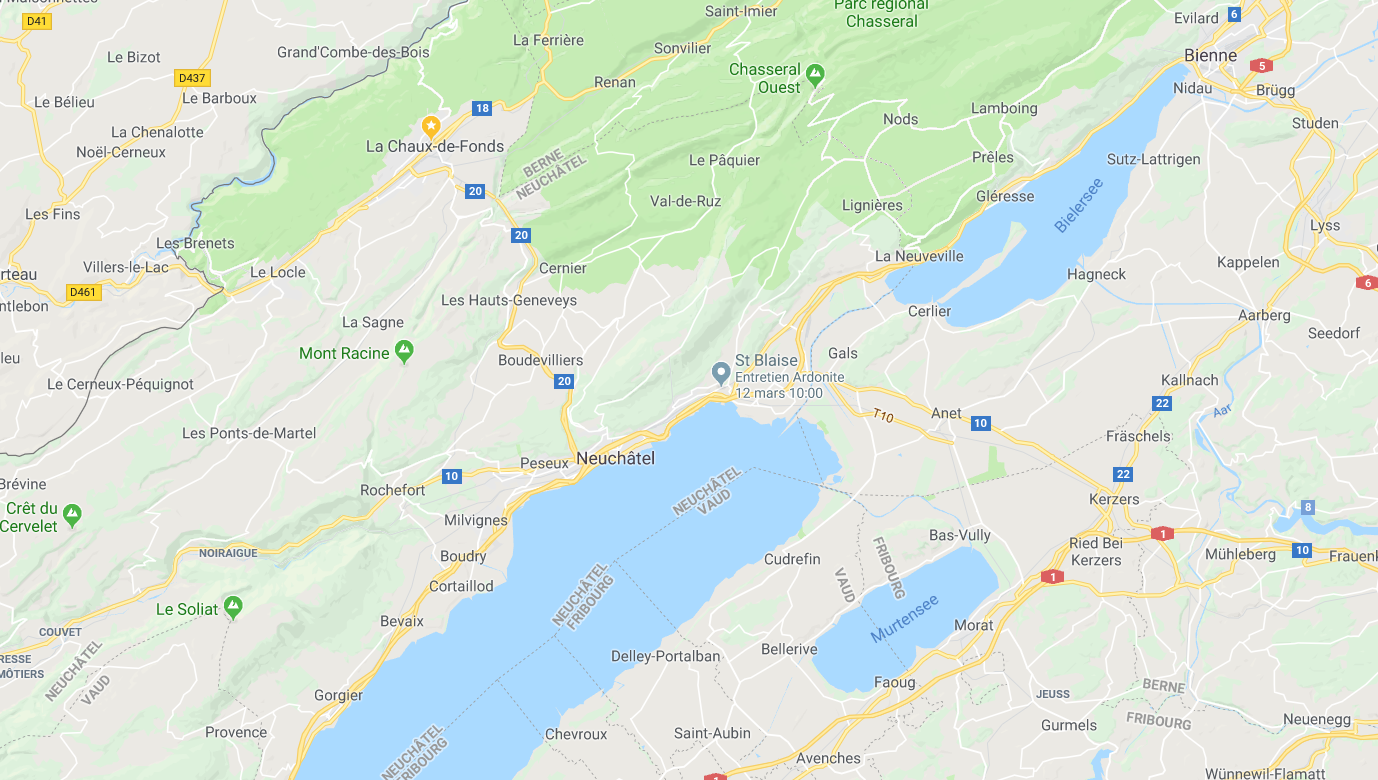 D41
Saint-Imier
Parc régional
Chasseral
Evilard
6
Le Bizot
Grand'Combe-des-Bois
La Ferrière
Sonvilier
Bienne
5
D437
Le Barboux
Renan
Chasseral
Ouest
Nidau
Brügg
Le Bélieu
18
Lamboing
Nods
Studen
La Chenalotte
La Chaux-de-Fonds
Noël-Cerneux
BERNE
NEUCHÂTEL
Le Pâquier
Prêles
Sutz-Lattrigen
20
Val-de-Ruz
Gléresse
Bielersee
Les Fins
Lignières
Lyss
20
Les Brenets
La Neuveville
Villers-le-Lac
Le Locle
Cernier
Kappelen
rteau
Hagneck
6
D461
ntlebon
Les Hauts-Geneveys
Cerlier
Aarberg
La Sagne
Seedorf
Mont Racine
leu
Boudevilliers
St Blaise
Entretien Ardonite
12 mars 10:00
Gals
20
Le Cerneux-Péquignot
Kallnach
22
Aar
T10
Anet
10
Les Ponts-de-Martel
Fräschels
Neuchâtel
Peseux
10
22
Brévine
Rochefort
NEUCHÂTEL
VAUD
Kerzers
Crêt du
Cervelet
8
Milvignes
1
Bas-Vully
Ried Bei
Kerzers
NOIRAIGUE
Boudry
Cudrefin
FRIBOURG
VAUD
Mühleberg
10
Frauenk
1
Cortaillod
NEUCHÂTEL
FRIBOURG
Le Soliat
Bevaix
Murtensee
Morat
COUVET
Bellerive
RESSE
MÔTIERS
Delley-Portalban
NEUCHÂTEL
VAUD
Faoug
Gorgier
JEUSS
BERNE
FRIBOURG
Provence
Chevroux
Saint-Aubin
Gurmels
Neuenegg
NEUCHÂTEL
FRIBOURG
Avenches
1
Wünnewil-Flamatt